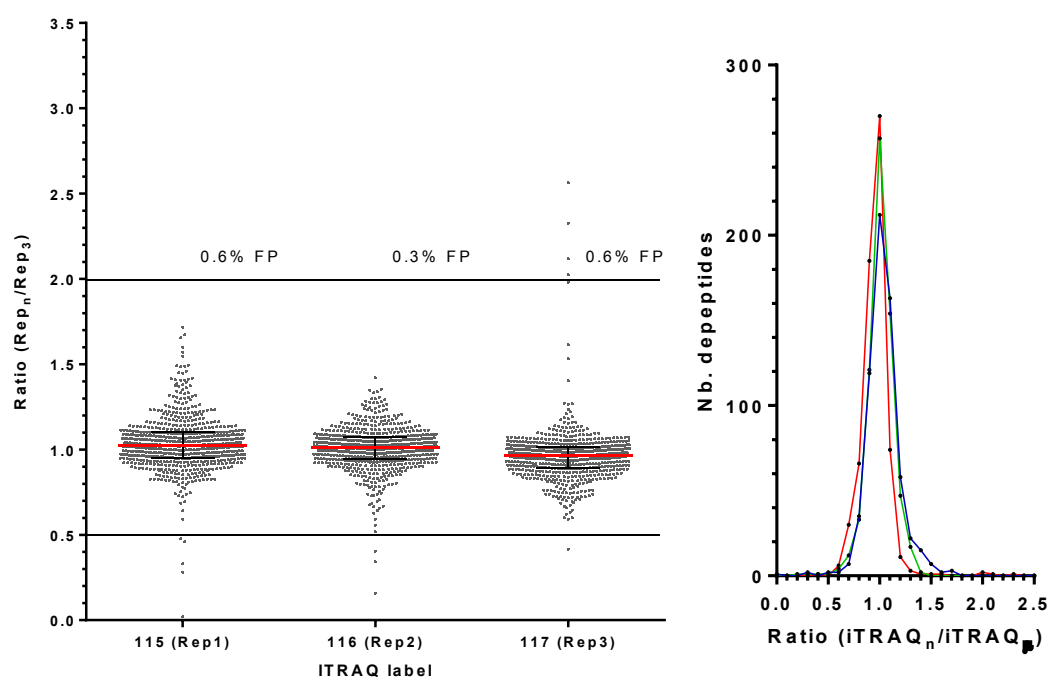 3.5
3.0
2.5
2.0
1.5
1.0
0.5
0.0
Ratio (Repn/Rep3)
0.6% FP
0.3% FP
0.6% FP
115 (Rep1)
116 (Rep2)
117 (Rep3)
ITRAQ label
300
200
100
0
Nb. depeptides
0.0
0.5
1.0
1.5
2.0
2.5
Ratio (iTRAQn/iTRAQ